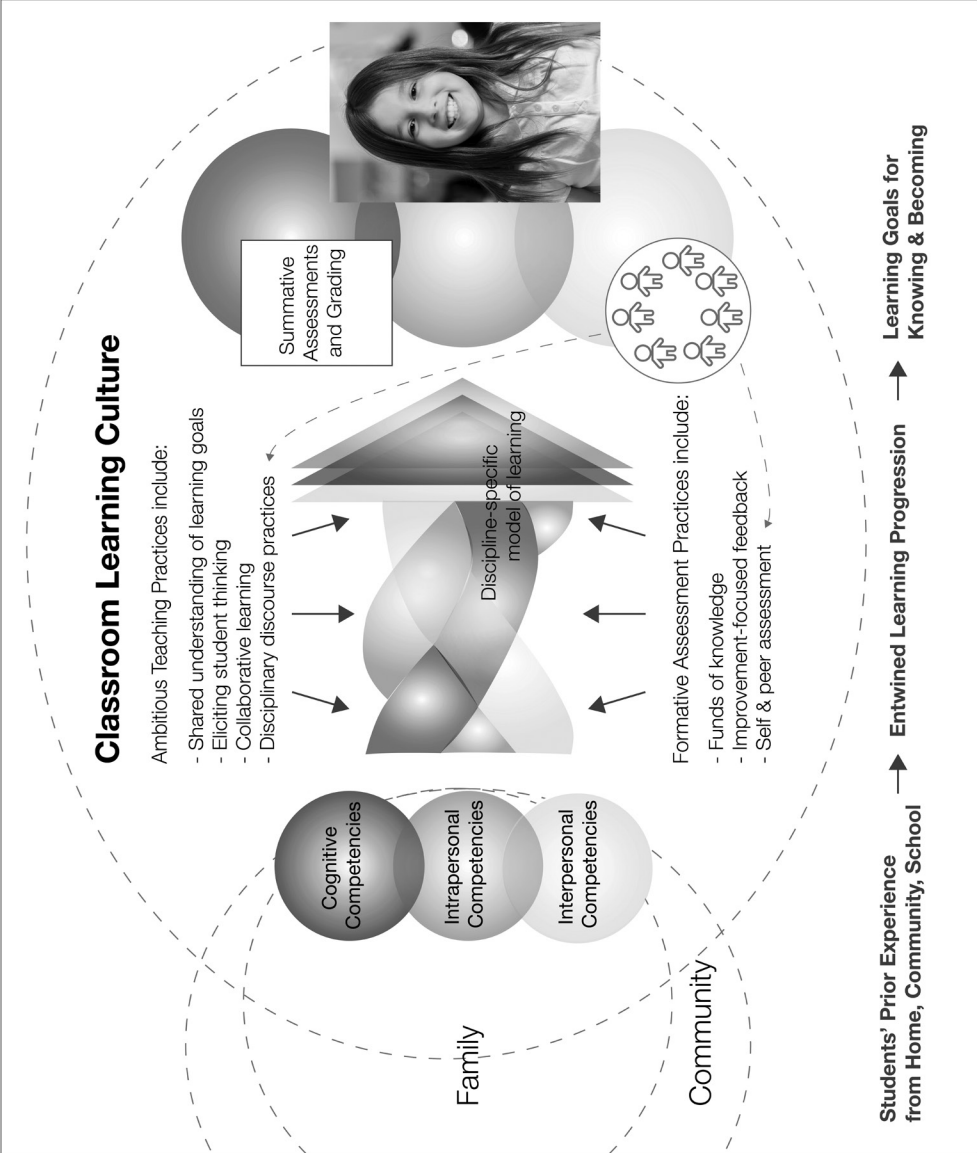 Classroom Learning Culture
Ambitious Teaching Practices include:
- Shared understanding of learning goals
- Eliciting student thinking
- Collaborative learning
- Disciplinary discourse practices
Summative
Assessments
and Grading
Cognitive
Competencies
Intrapersonal
Competencies
Interpersonal
Competencies
Discipline-specific
model of learning
Family
Community
Formative Assessment Practices include:
- Funds of knowledge
- Improvement-focused feedback
- Self & peer assessment
Students’ Prior Experience
from Home, Community, School
Entwined Learning Progression
Learning Goals for
Knowing & Becoming